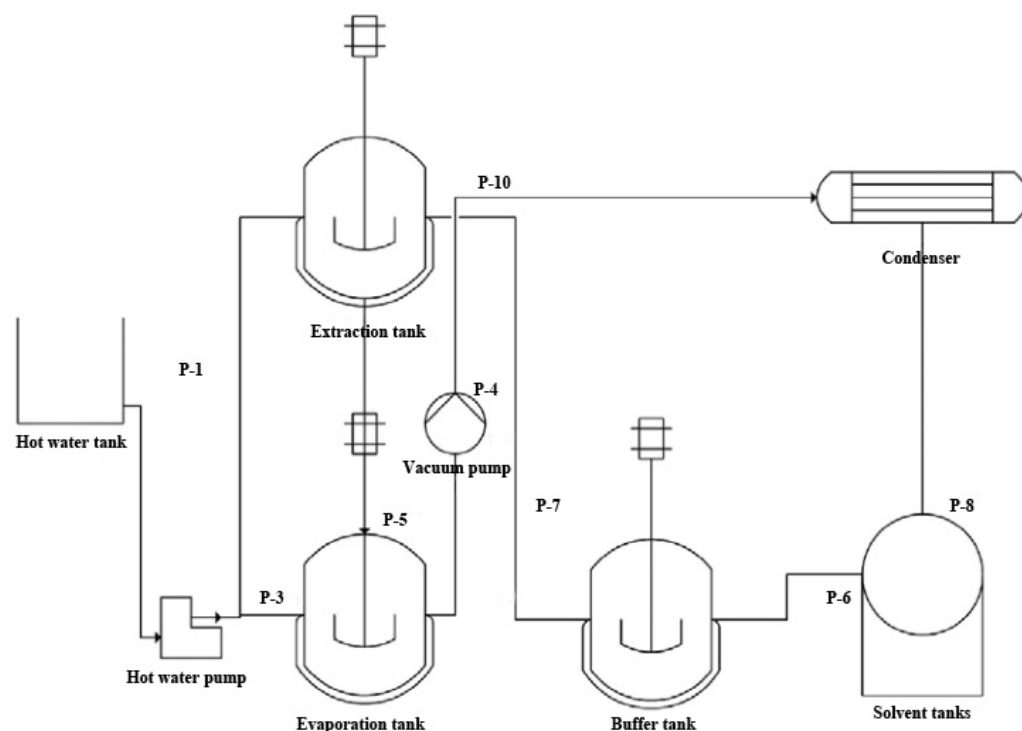 P-10
Condenser
Extraction tank
P-1
P-4
Hot water tank
Vacuum pump
P-7
P-8
P-5
P-3
P-6
Hot water pump
Evaporation tank
Buffer tank
Solvent tanks